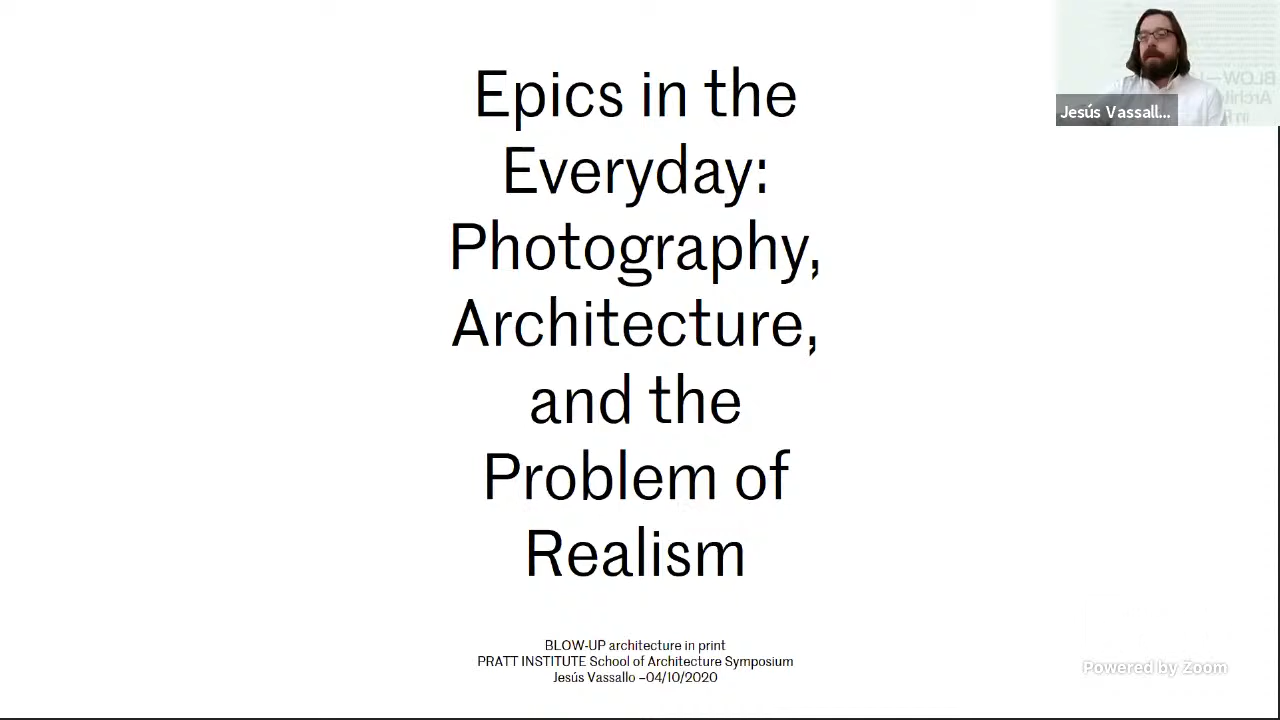 Epics in the
Everyday:
Photography,
Architecture,
and the
Problem of
Realism
BLOW-UP architecture in print
PRATT INSTITUTE School of Architecture Symposium
Jesús Vassallo –04/10/2020
Jesús Vassall...
Powered by Zoom